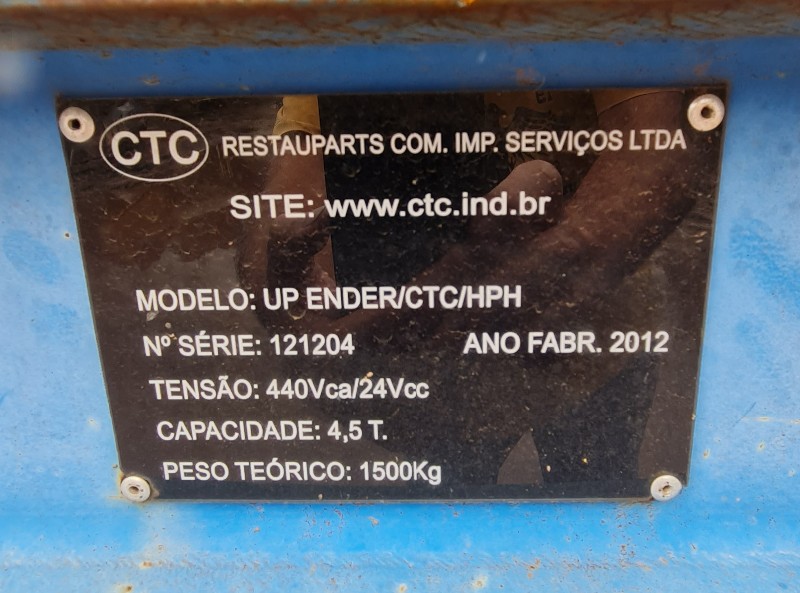 CTC RESTAUPARTS COM. IMP. SERVIÇOS LTDA
SITE: www.ctc.ind.br
MODELO: UP ENDER/CTC/HPH
Nº SÉRIE: 121204 ANO FABR. 2012
TENSÃO: 440Vca/24Vcc
CAPACIDADE: 4,5 T.
PESO TEÓRICO: 1500Kg